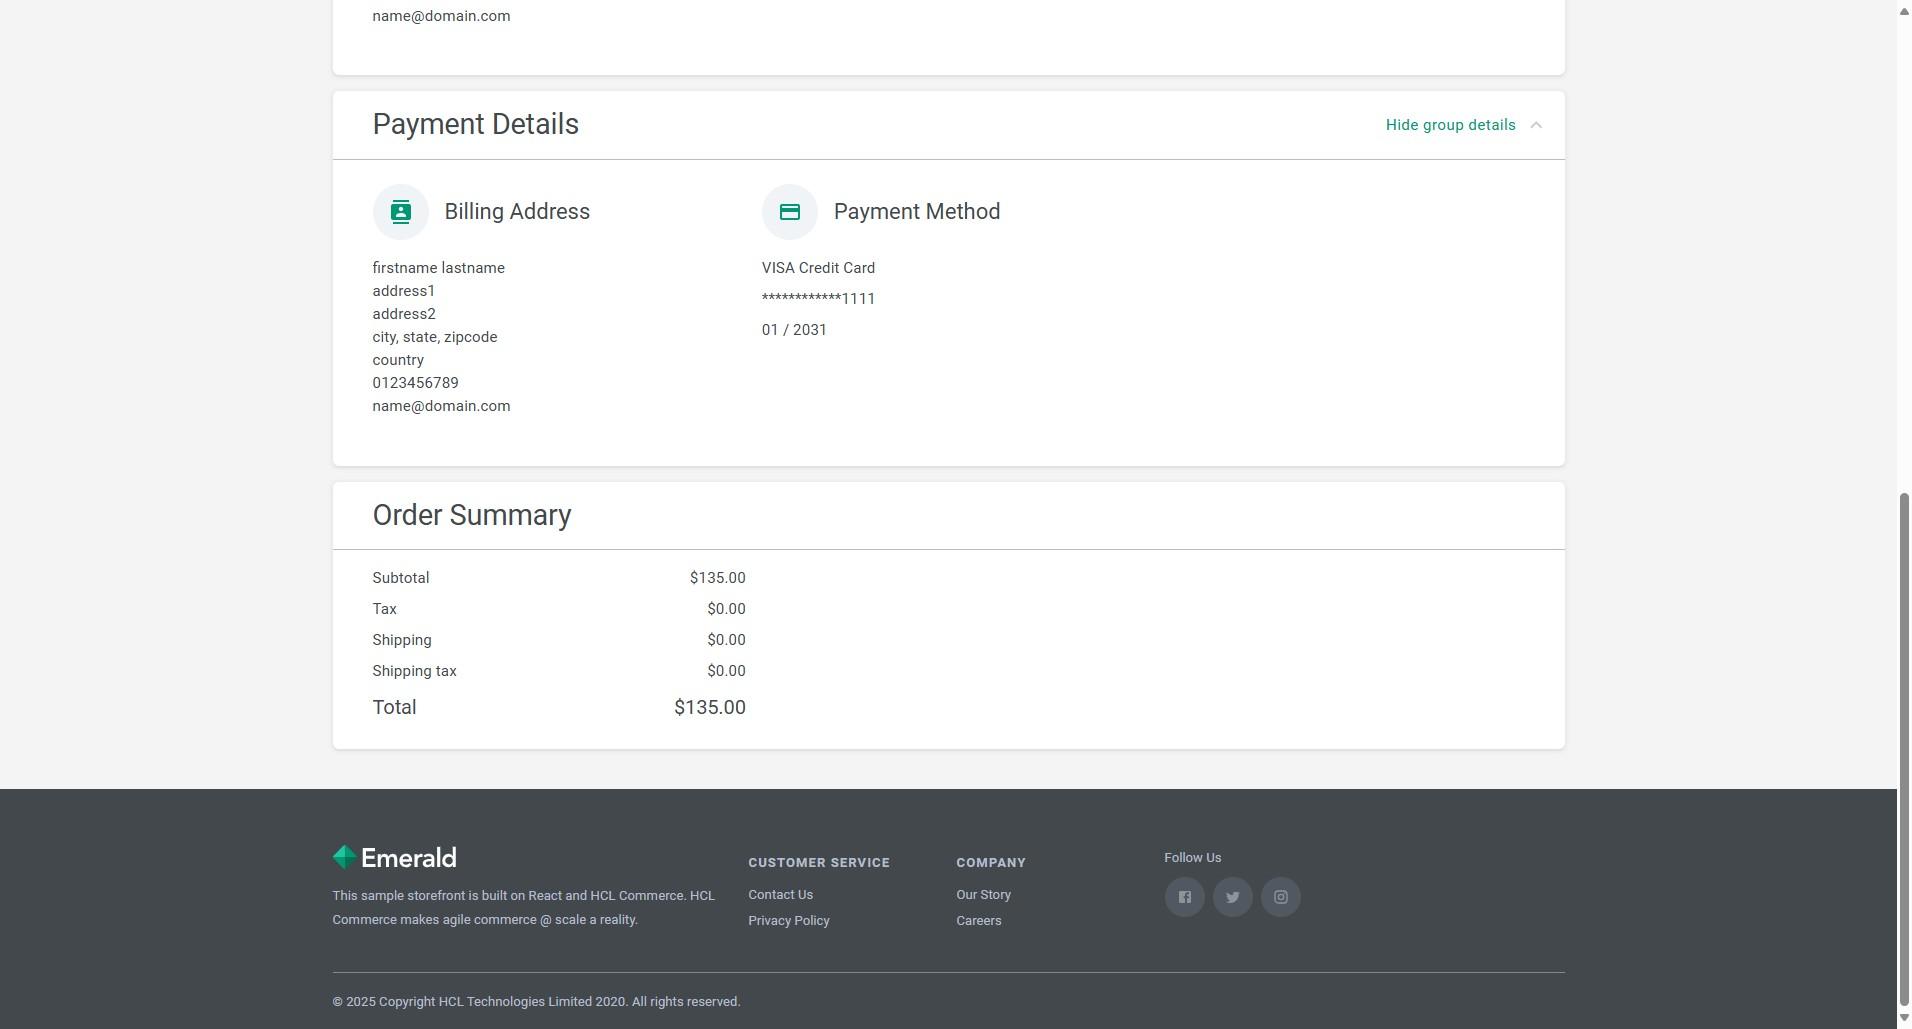 name@domain.com
Payment Details
Hide group details
Billing Address
firstname lastname
address1
address2
city, state, zipcode
country
0123456789
name@domain.com
Payment Method
VISA Credit Card
************1111
01 / 2031
Order Summary
Subtotal $135.00
Tax $0.00
Shipping $0.00
Shipping tax $0.00
Total $135.00
Emerald
This sample storefront is built on React and HCL Commerce. HCL
Commerce makes agile commerce @ scale a reality.
CUSTOMER SERVICE
Contact Us
Privacy Policy
COMPANY
Our Story
Careers
Follow Us
© 2025 Copyright HCL Technologies Limited 2020. All rights reserved.